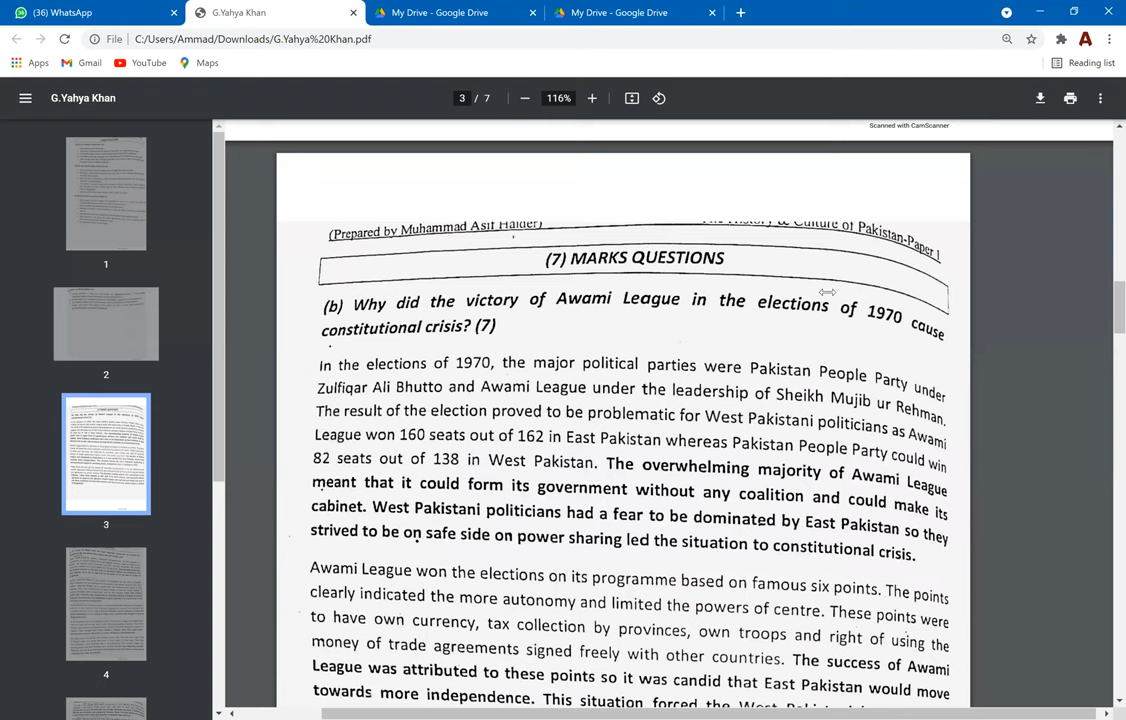 (36) WhatsApp
G.Yahya Khan
My Drive - Google Drive
My Drive - Google Drive
File
C:/Users/Ammad/Downloads/G.Yahya%20Khan.pdf
Apps
Gmail
YouTube
Maps
Reading list
G.Yahya Khan
3 / 7
116%
Scanned with CamScanner
1
2
3
4
(Prepared by Muhammad Asif Haider)
The History & Culture of Pakistan-Paper 1
(7) MARKS QUESTIONS
(b) Why did the victory of Awami League in the elections of 1970 cause
constitutional crisis? (7)
In the elections of 1970, the major political parties were Pakistan People Party under
Zulfiqar Ali Bhutto and Awami League under the leadership of Sheikh Mujib ur Rehman.
The result of the election proved to be problematic for West Pakistani politicians as Awami
League won 160 seats out of 162 in East Pakistan whereas Pakistan People Party could win
82 seats out of 138 in West Pakistan. The overwhelming majority of Awami League
meant that it could form its government without any coalition and could make its
cabinet. West Pakistani politicians had a fear to be dominated by East Pakistan so they
strived to be on safe side on power sharing led the situation to constitutional crisis.
Awami League won the elections on its programme based on famous six points. The points
clearly indicated the more autonomy and limited the powers of centre. These points were
to have own currency, tax collection by provinces, own troops and right of using the
money of trade agreements signed freely with other countries. The success of Awami
League was attributed to these points so it was candid that East Pakistan would move
towards more independence. This situation forced the West